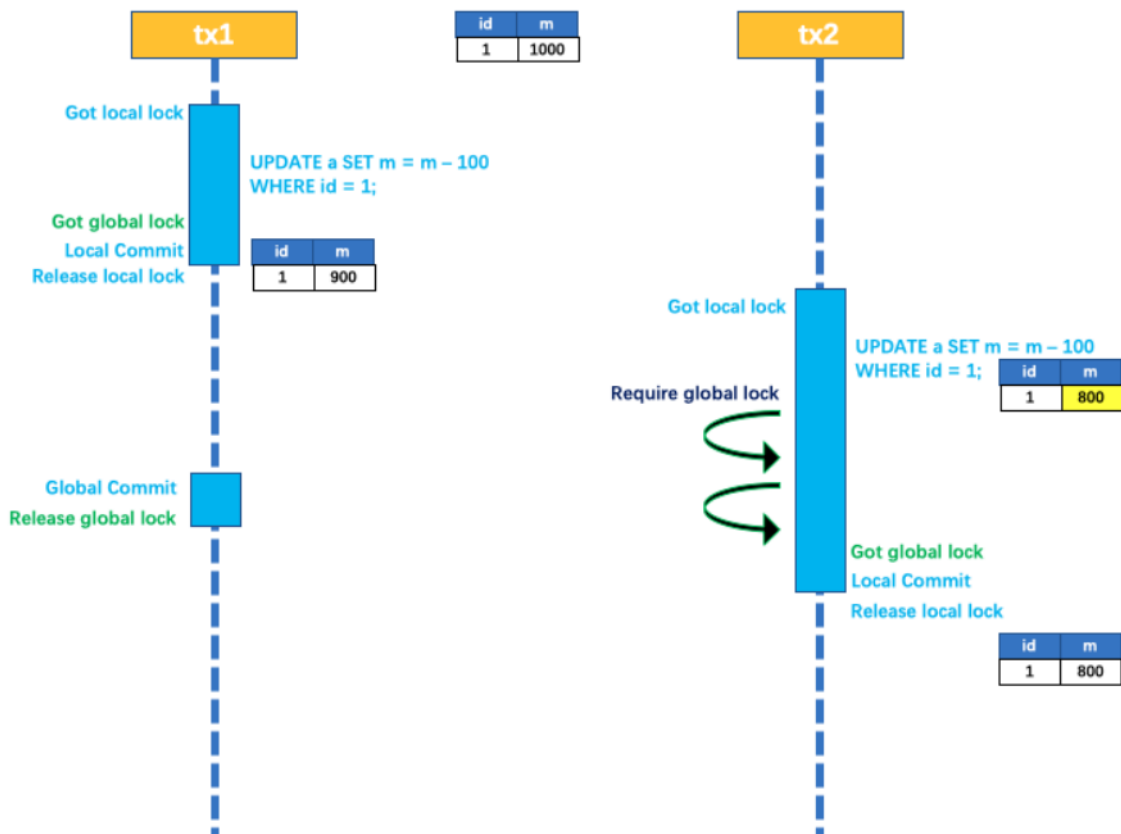 tx1
id m
1 1000
tx2
Got local lock
UPDATE a SET m = m – 100
WHERE id = 1;
Got global lock
Local Commit
Release local lock
id m
1 900
Got local lock
UPDATE a SET m = m – 100
WHERE id = 1;
id m
1 800
Require global lock
Global Commit
Release global lock
Got global lock
Local Commit
Release local lock
id m
1 800